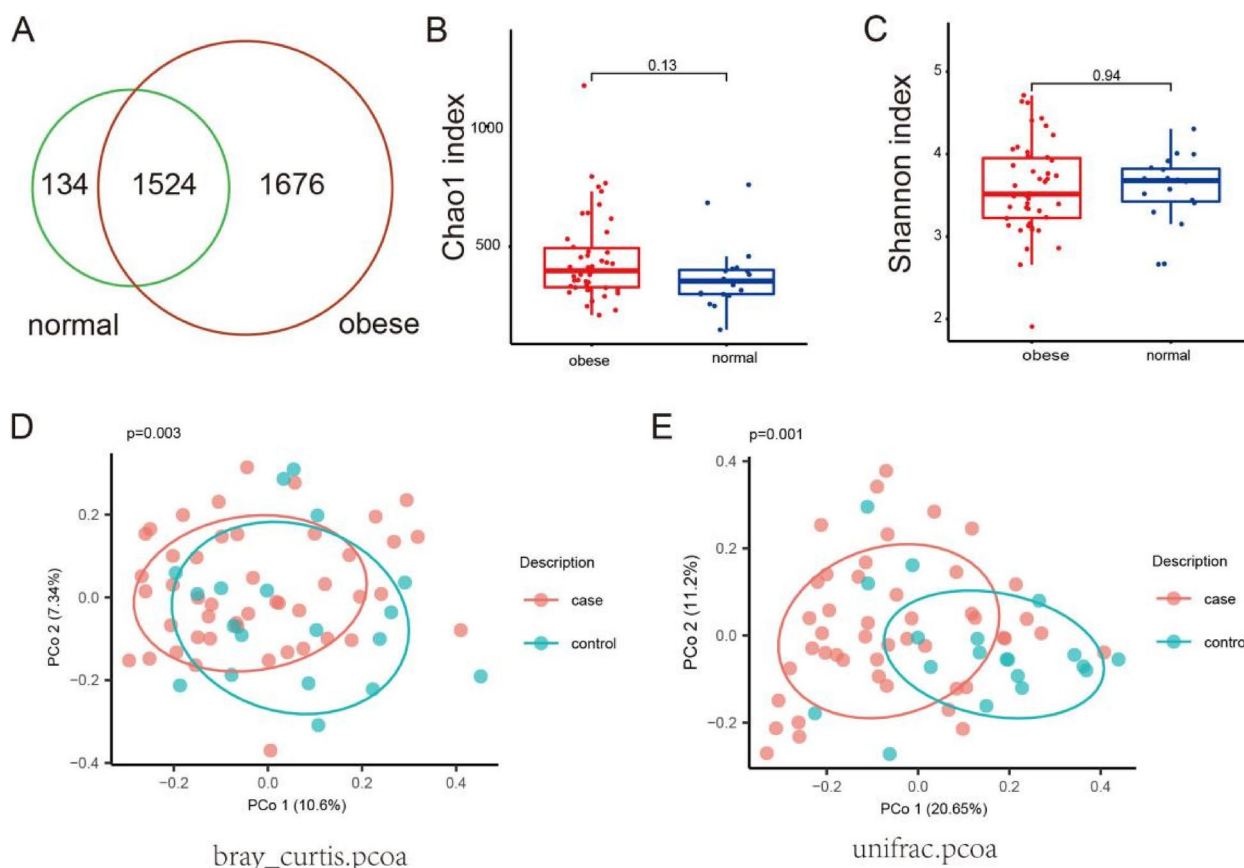 A
134
1524
1676
normal
obese
B
Chao1 index
1000
500
0.13
obese
normal
C
Shannon index
5
4
3
2
0.94
obese
normal
D
p=0.003
PCo 2 (7.34%)
0.2
0.0
−0.2
−0.4
−0.2
0.0
0.2
0.4
PCo 1 (10.6%)
Description
case
control
bray_curtis.pcoa
E
p=0.001
PCo 2 (11.2%)
0.4
0.2
0.0
−0.2
−0.2
0.0
0.2
0.4
PCo 1 (20.65%)
Description
case
control
unifrac.pcoa